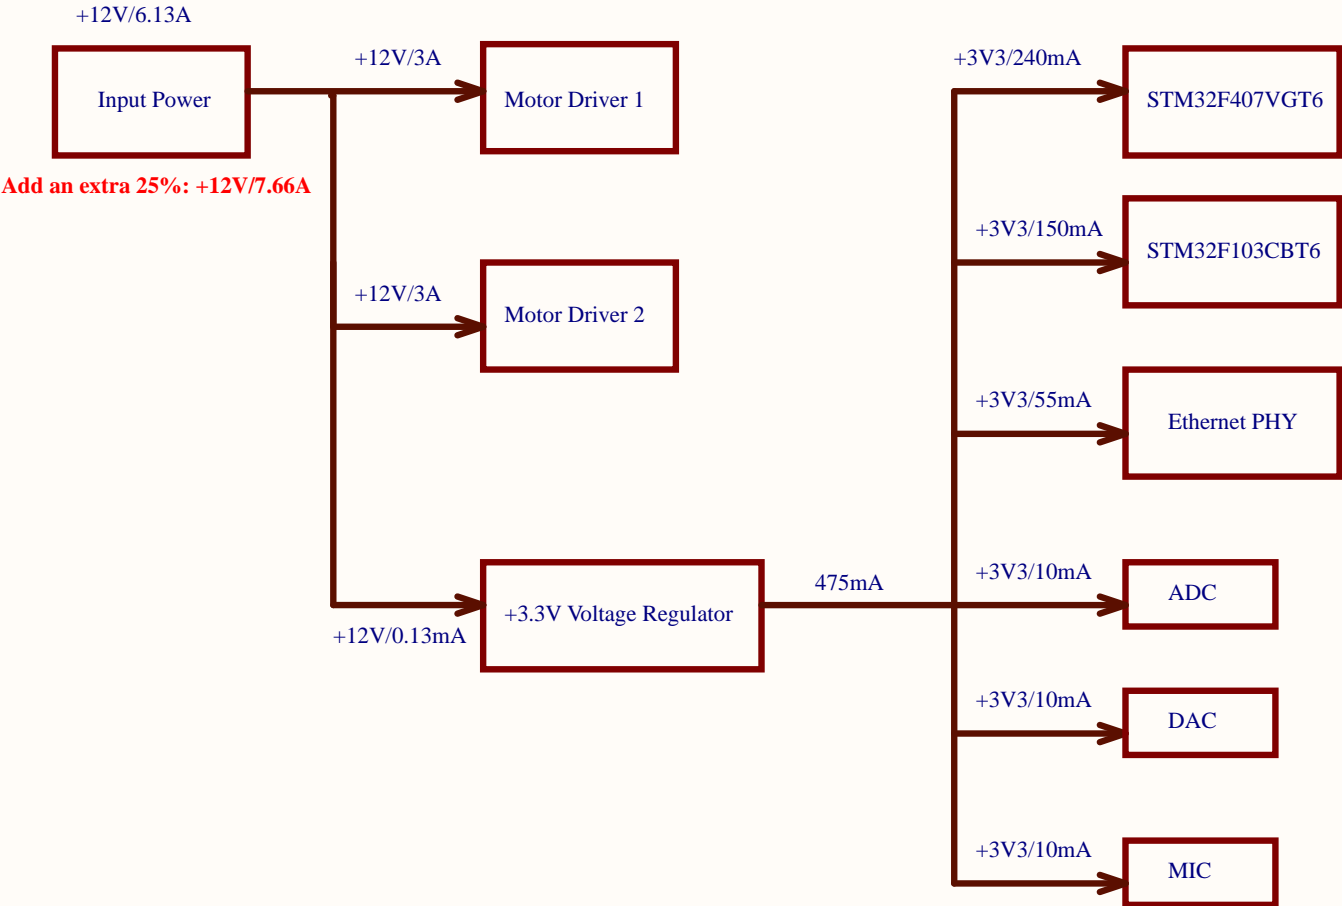 +12V/6.13A
Input Power
Add an extra 25%: +12V/7.66A
+12V/3A
Motor Driver 1
+12V/3A
Motor Driver 2
+12V/0.13mA
+3.3V Voltage Regulator
475mA
+3V3/240mA
STM32F407VGT6
+3V3/150mA
STM32F103CBT6
+3V3/55mA
Ethernet PHY
+3V3/10mA
ADC
+3V3/10mA
DAC
+3V3/10mA
MIC